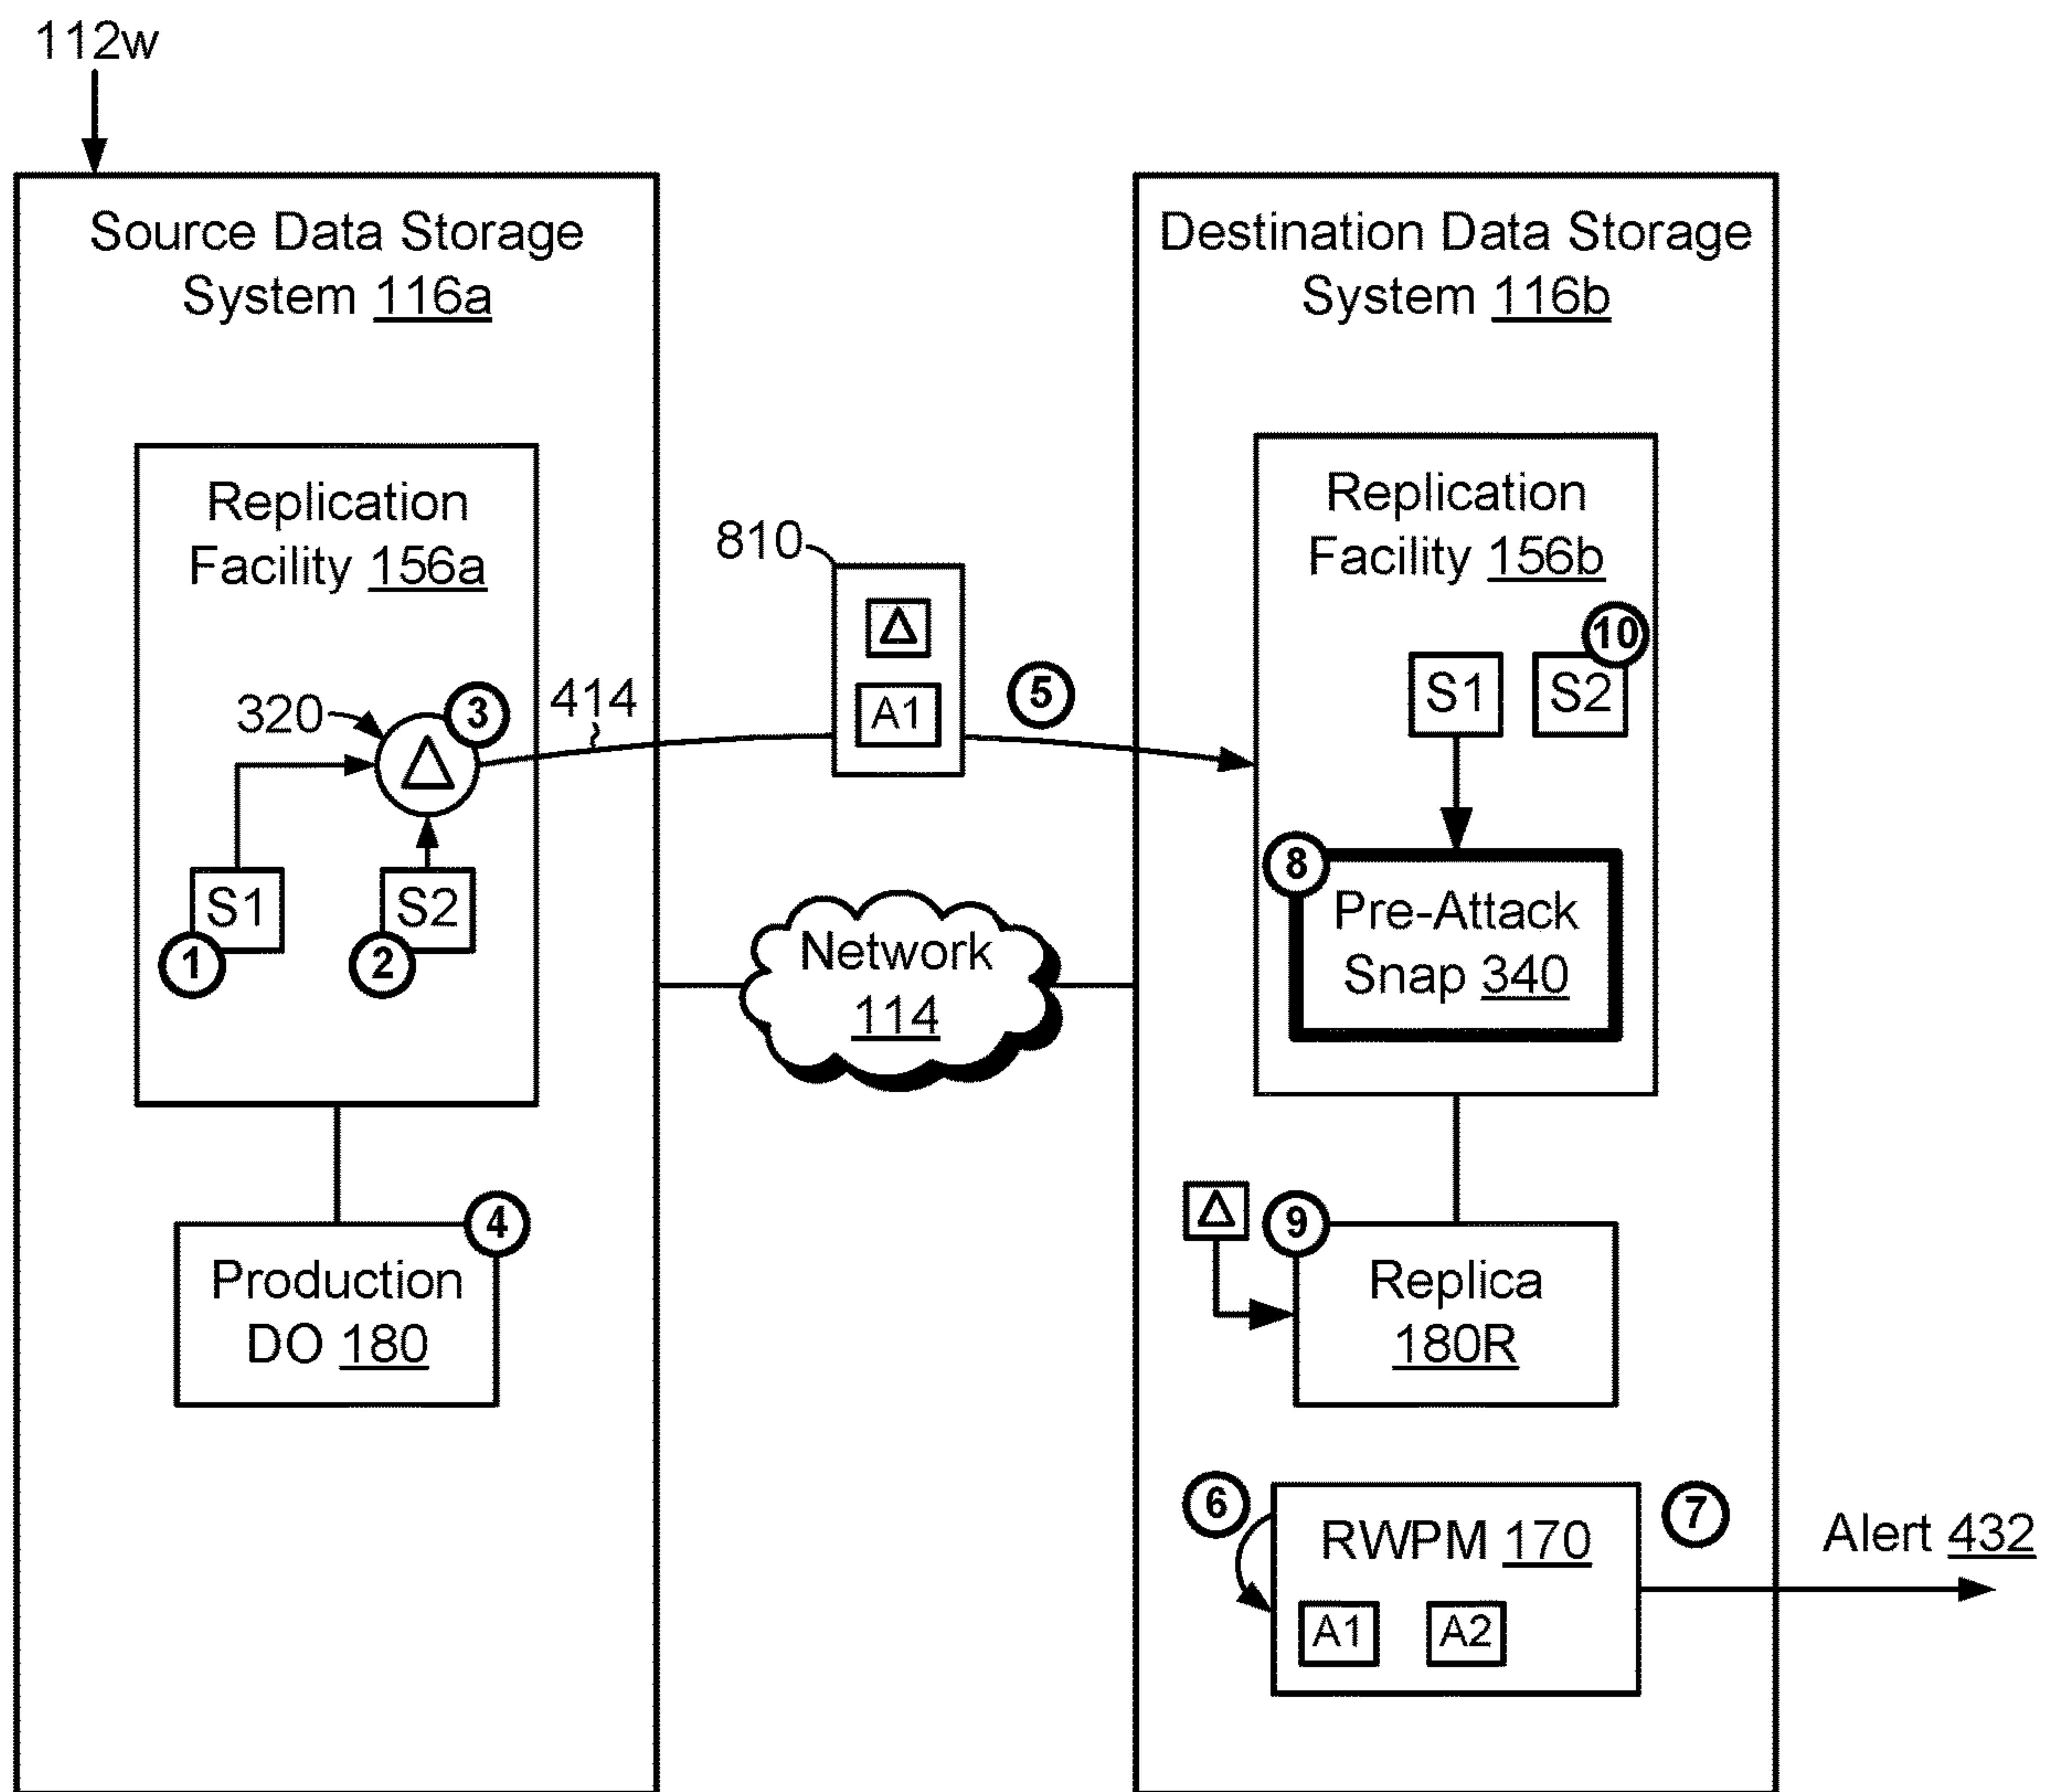 112w
Source Data Storage
System 116a
Replication
Facility 156a
320
3
414
S1
S2
1
2
4
Production
DO 180
810
Δ
A1
5
Network
114
Destination Data Storage
System 116b
Replication
Facility 156b
10
S1
S2
8
Pre-Attack
Snap 340
Δ
9
Replica
180R
6
RWPM 170
A1
A2
7
Alert 432
Δ